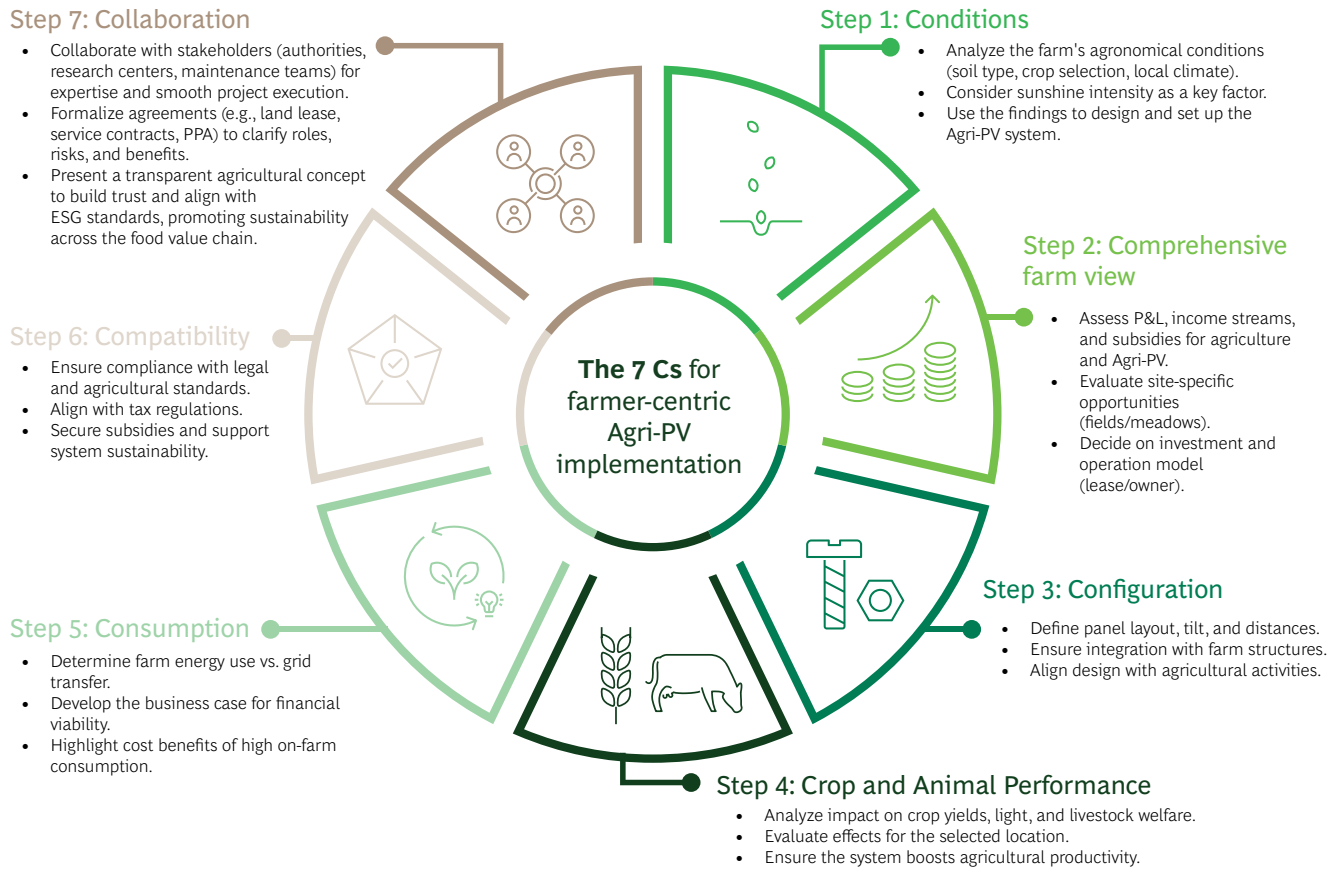 Step 7: Collaboration
• Collaborate with stakeholders (authorities,
research centers, maintenance teams) for
expertise and smooth project execution.
• Formalize agreements (e.g., land lease,
service contracts, PPA) to clarify roles,
risks, and benefits.
• Present a transparent agricultural concept
to build trust and align with
ESG standards, promoting sustainability
across the food value chain.
Step 1: Conditions
• Analyze the farm's agronomical conditions
(soil type, crop selection, local climate).
• Consider sunshine intensity as a key factor.
• Use the findings to design and set up the
Agri-PV system.
Step 2: Comprehensive
farm view
• Assess P&L, income streams,
and subsidies for agriculture
and Agri-PV.
• Evaluate site-specific
opportunities
(fields/meadows).
• Decide on investment and
operation model
(lease/owner).
Step 6: Compatibility
• Ensure compliance with legal
and agricultural standards.
• Align with tax regulations.
• Secure subsidies and support
system sustainability.
The 7 Cs for
farmer-centric
Agri-PV
implementation
Step 3: Configuration
• Define panel layout, tilt, and distances.
• Ensure integration with farm structures.
• Align design with agricultural activities.
Step 5: Consumption
• Determine farm energy use vs. grid
transfer.
• Develop the business case for financial
viability.
• Highlight cost benefits of high on-farm
consumption.
Step 4: Crop and Animal Performance
• Analyze impact on crop yields, light, and livestock welfare.
• Evaluate effects for the selected location.
• Ensure the system boosts agricultural productivity.